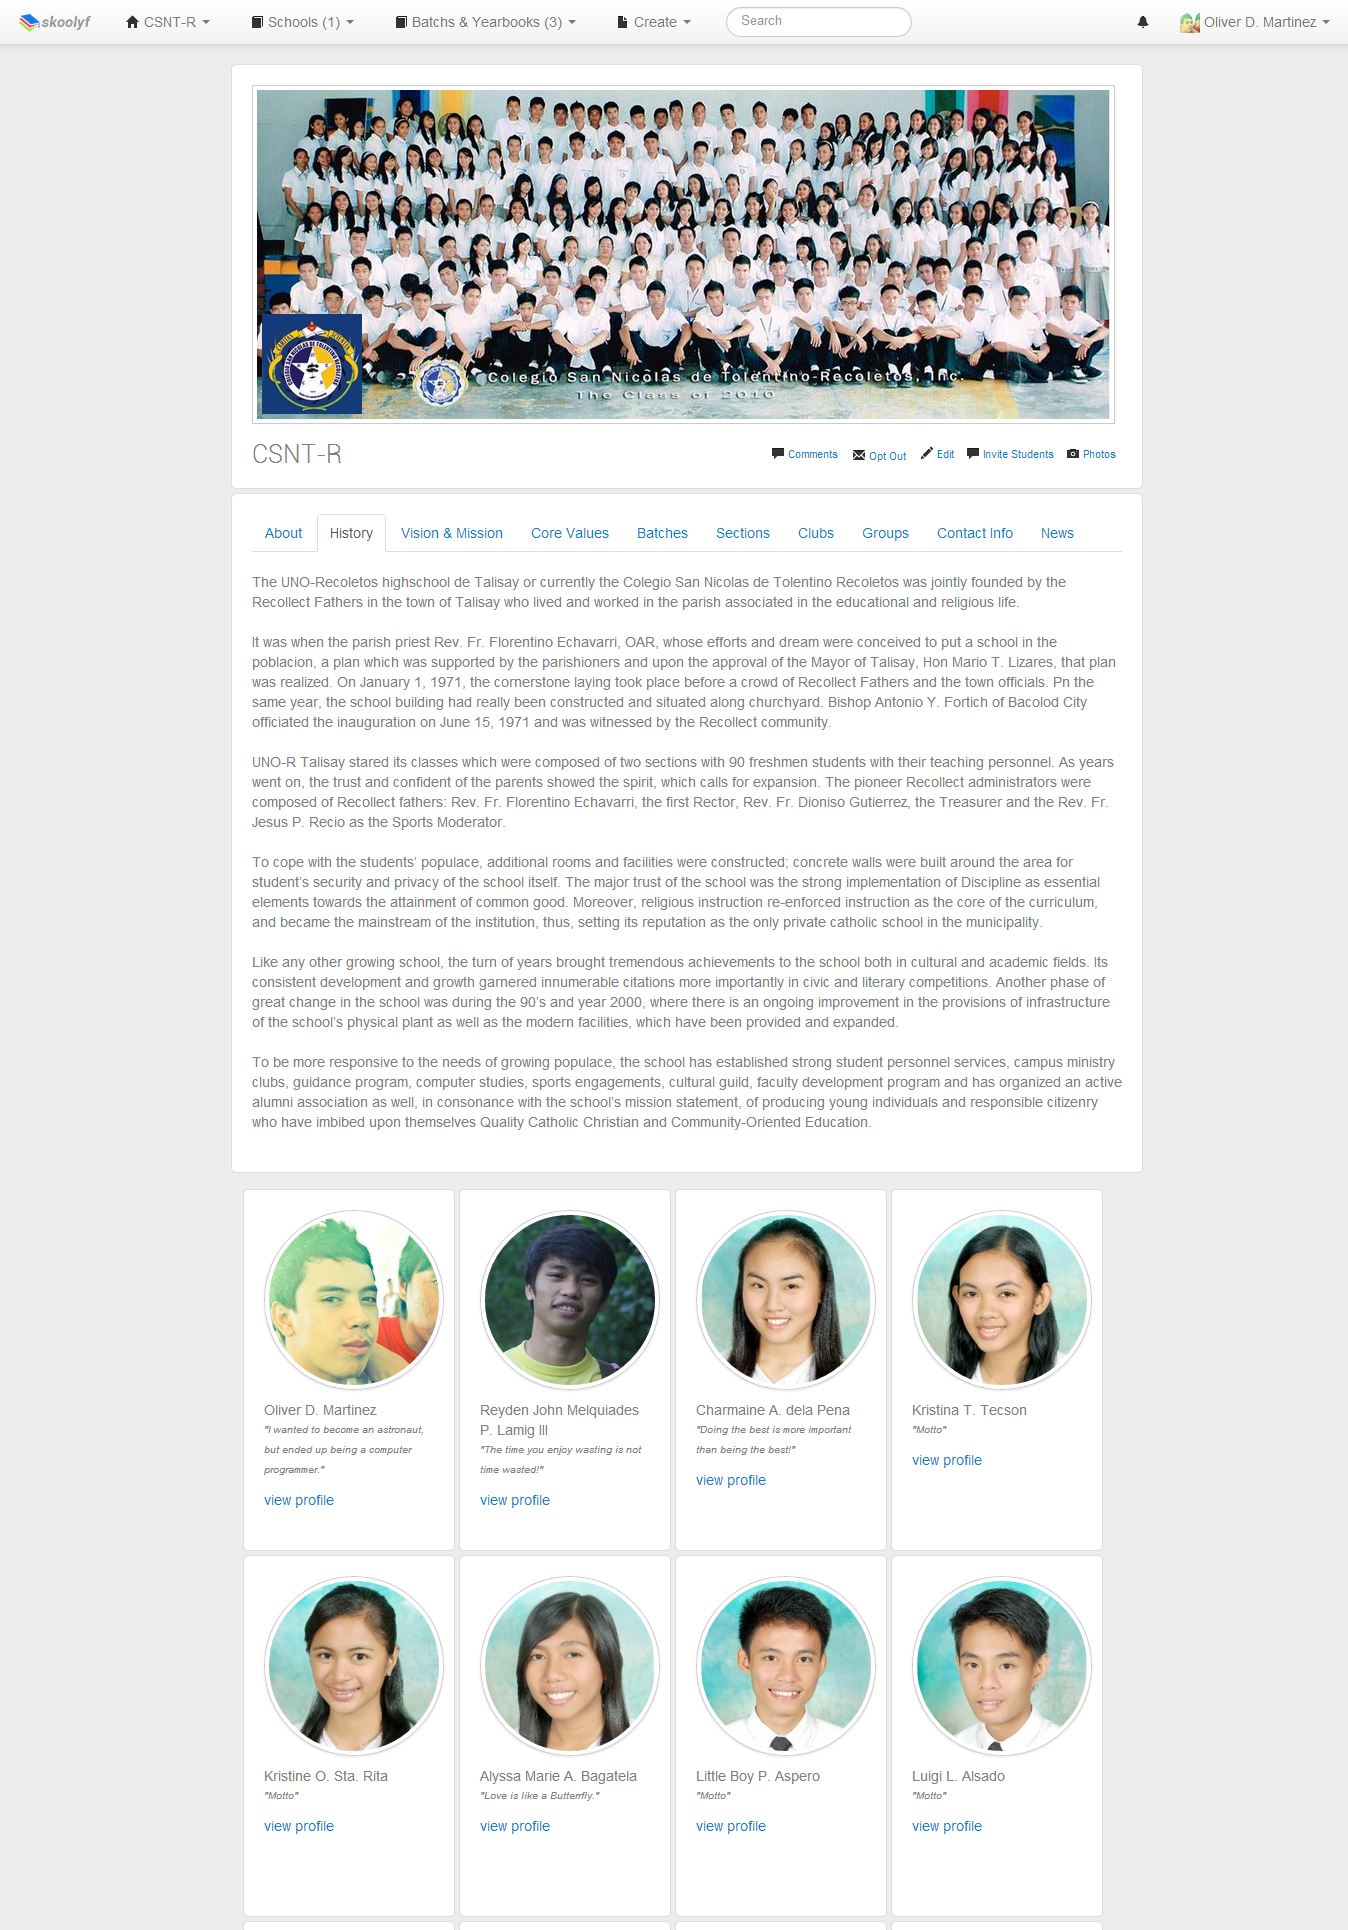 skoolyf CSNT-R Schools (1) Batchs & Yearbooks (3) Create Search Oliver D. Martinez
Colegio San Nicolas de Tolentino-Recoletos, Inc.
The Class of 2010
CSNT-R Comments Opt Out Edit Invite Students Photos
About History Vision & Mission Core Values Batches Sections Clubs Groups Contact Info News
The UNO-Recoletos highschool de Talisay or currently the Colegio San Nicolas de Tolentino Recoletos was jointly founded by the
Recollect Fathers in the town of Talisay who lived and worked in the parish associated in the educational and religious life.
It was when the parish priest Rev. Fr. Florentino Echavarri, OAR, whose efforts and dream were conceived to put a school in the
poblacion, a plan which was supported by the parishioners and upon the approval of the Mayor of Talisay, Hon Mario T. Lizares, that plan
was realized. On January 1, 1971, the cornerstone laying took place before a crowd of Recollect Fathers and the town officials. Pn the
same year, the school building had really been constructed and situated along churchyard. Bishop Antonio Y. Fortich of Bacolod City
officiated the inauguration on June 15, 1971 and was witnessed by the Recollect community.
UNO-R Talisay stared its classes which were composed of two sections with 90 freshmen students with their teaching personnel. As years
went on, the trust and confident of the parents showed the spirit, which calls for expansion. The pioneer Recollect administrators were
composed of Recollect fathers: Rev. Fr. Florentino Echavarri, the first Rector, Rev. Fr. Dioniso Gutierrez, the Treasurer and the Rev. Fr.
Jesus P. Recio as the Sports Moderator.
To cope with the students' populace, additional rooms and facilities were constructed; concrete walls were built around the area for
student's security and privacy of the school itself. The major trust of the school was the strong implementation of Discipline as essential
elements towards the attainment of common good. Moreover, religious instruction re-enforced instruction as the core of the curriculum,
and became the mainstream of the institution, thus, setting its reputation as the only private catholic school in the municipality.
Like any other growing school, the turn of years brought tremendous achievements to the school both in cultural and academic fields. Its
consistent development and growth garnered innumerable citations more importantly in civic and literary competitions. Another phase of
great change in the school was during the 90's and year 2000, where there is an ongoing improvement in the provisions of infrastructure
of the school's physical plant as well as the modern facilities, which have been provided and expanded.
To be more responsive to the needs of growing populace, the school has established strong student personnel services, campus ministry
clubs, guidance program, computer studies, sports engagements, cultural guild, faculty development program and has organized an active
alumni association as well, in consonance with the school's mission statement, of producing young individuals and responsible citizenry
who have imbibed upon themselves Quality Catholic Christian and Community-Oriented Education.
Oliver D. Martinez
"I wanted to become an astronaut,
but ended up being a computer
programmer."
view profile
Reyden John Melquiades
P. Lamig III
"The time you enjoy wasting is not
time wasted!"
view profile
Charmaine A. dela Pena
"Doing the best is more important
than being the best!"
view profile
Kristina T. Tecson
"Motto"
view profile
Kristine O. Sta. Rita
"Motto"
view profile
Alyssa Marie A. Bagatela
"Love is like a Butterrfly."
view profile
Little Boy P. Aspero
"Motto"
view profile
Luigi L. Alsado
"Motto"
view profile